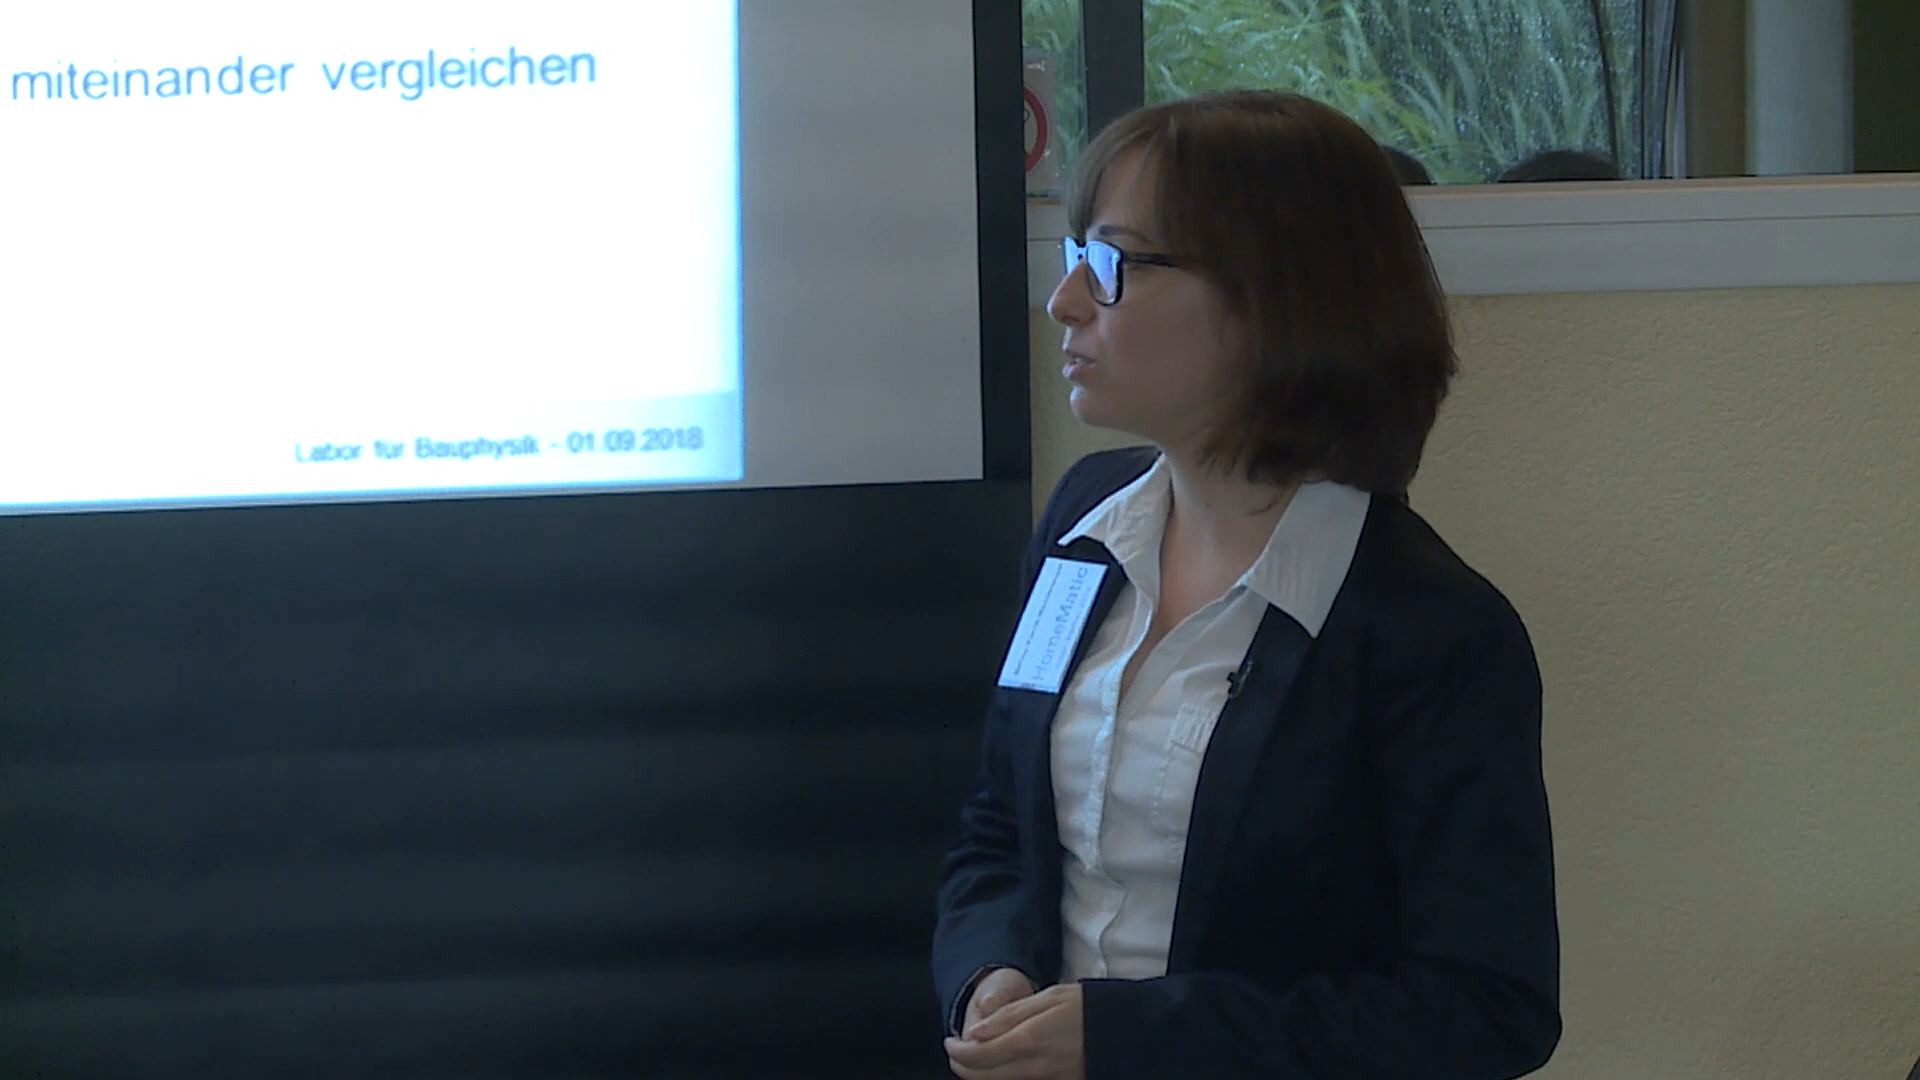 miteinander vergleichen
Labor für Bauphysik - 01.09.2018
HomeMatic